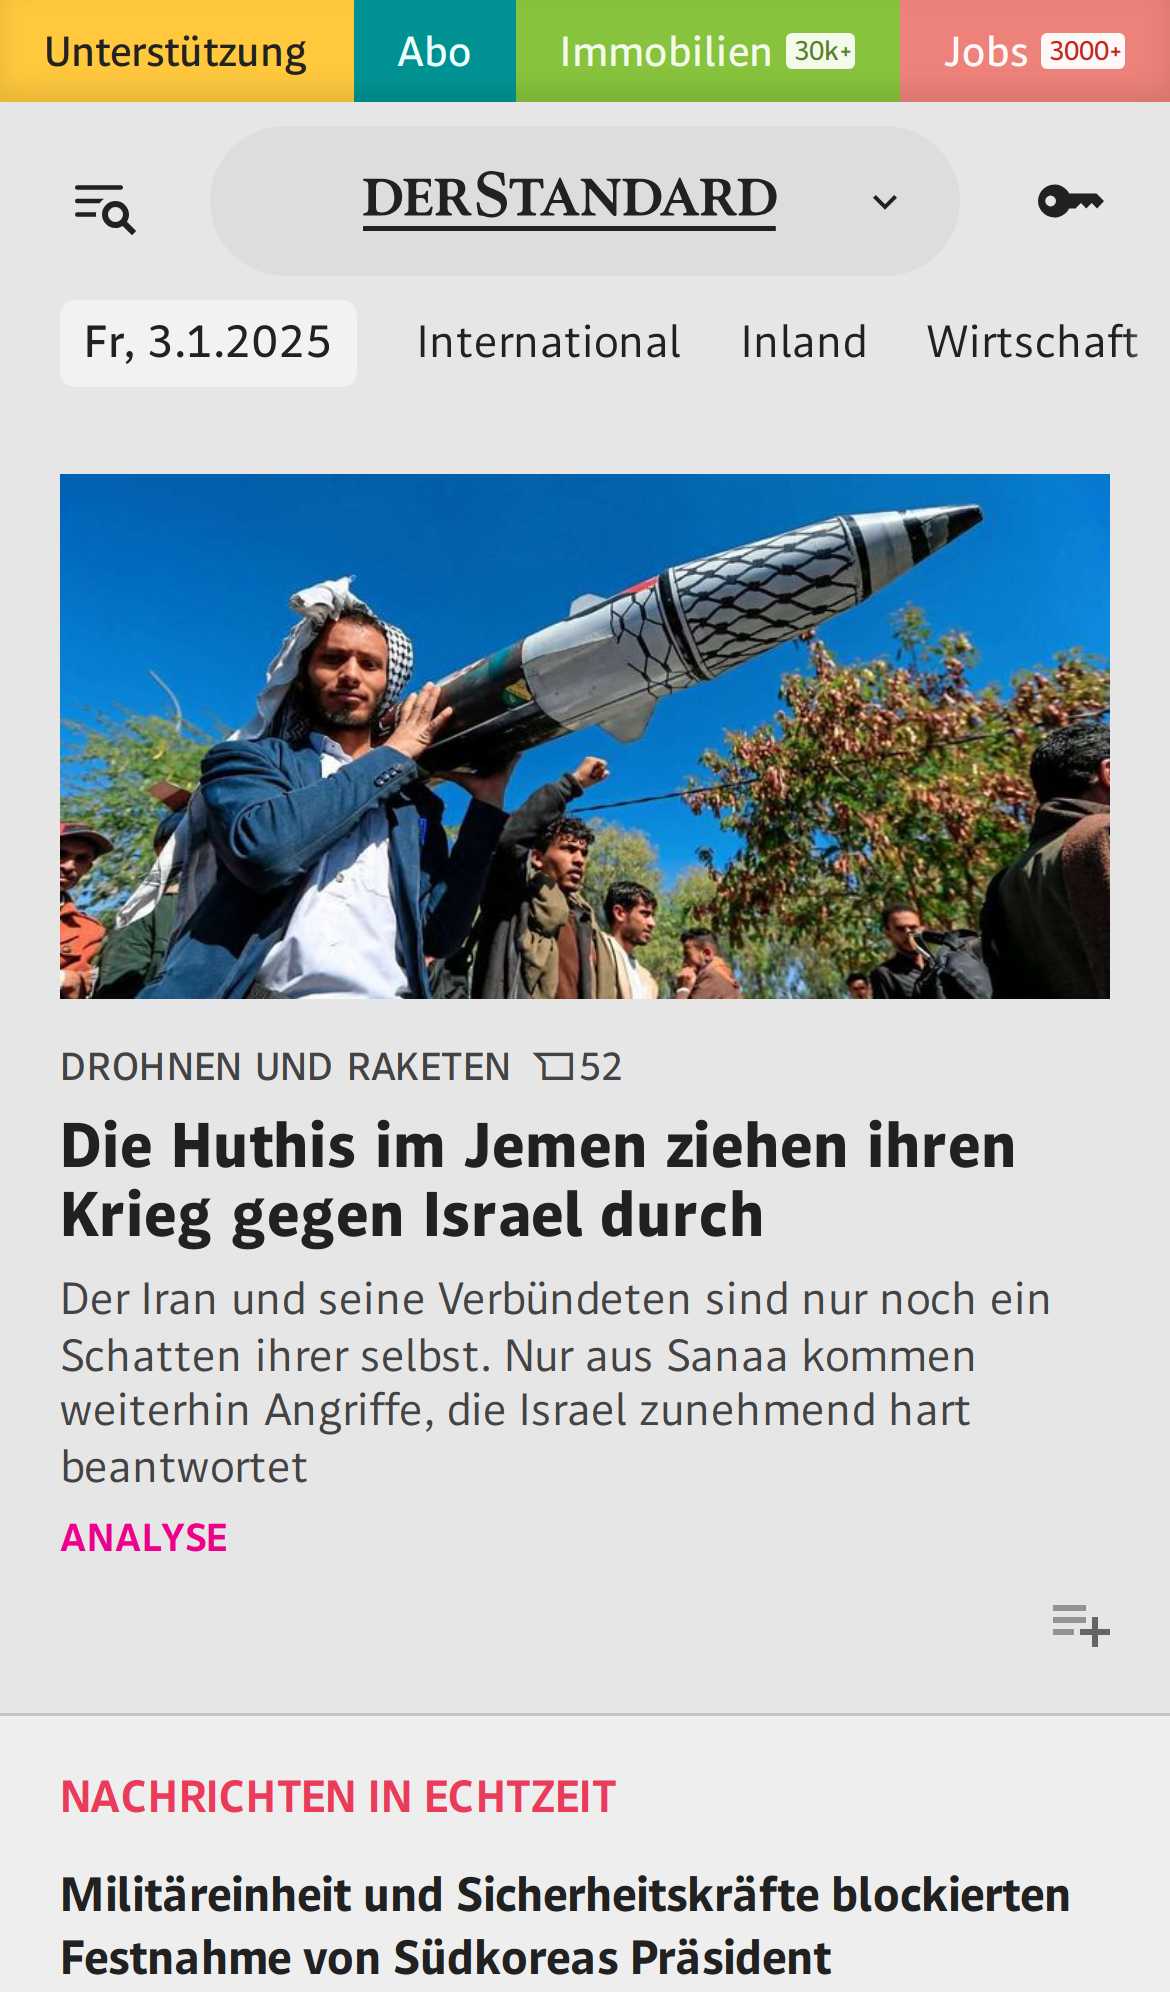 Unterstützung Abo Immobilien 30k+ Jobs 3000+
DERSTANDARD
Fr, 3.1.2025 International Inland Wirtschaft
DROHNEN UND RAKETEN 52
Die Huthis im Jemen ziehen ihren
Krieg gegen Israel durch
Der Iran und seine Verbündeten sind nur noch ein
Schatten ihrer selbst. Nur aus Sanaa kommen
weiterhin Angriffe, die Israel zunehmend hart
beantwortet
ANALYSE
NACHRICHTEN IN ECHTZEIT
Militäreinheit und Sicherheitskräfte blockierten
Festnahme von Südkoreas Präsident